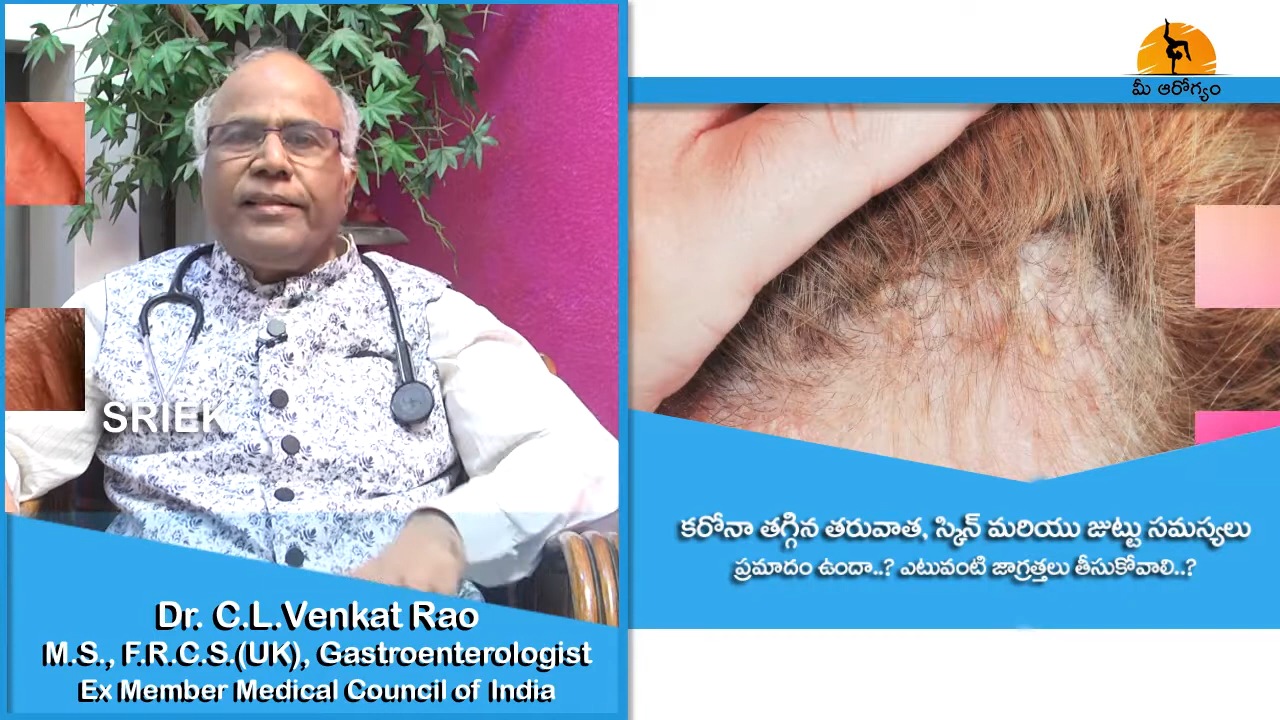 మీ ఆరోగ్యం
SRIEK
కరోనా తగ్గిన తరువాత, స్కిన్ మరియు జుట్టు సమస్యలు
ప్రమాదం ఉందా..? ఎటువంటి జాగ్రత్తలు తీసుకోవాలి..?
Dr. C.L.Venkat Rao
M.S., F.R.C.S.(UK), Gastroenterologist
Ex Member Medical Council of India